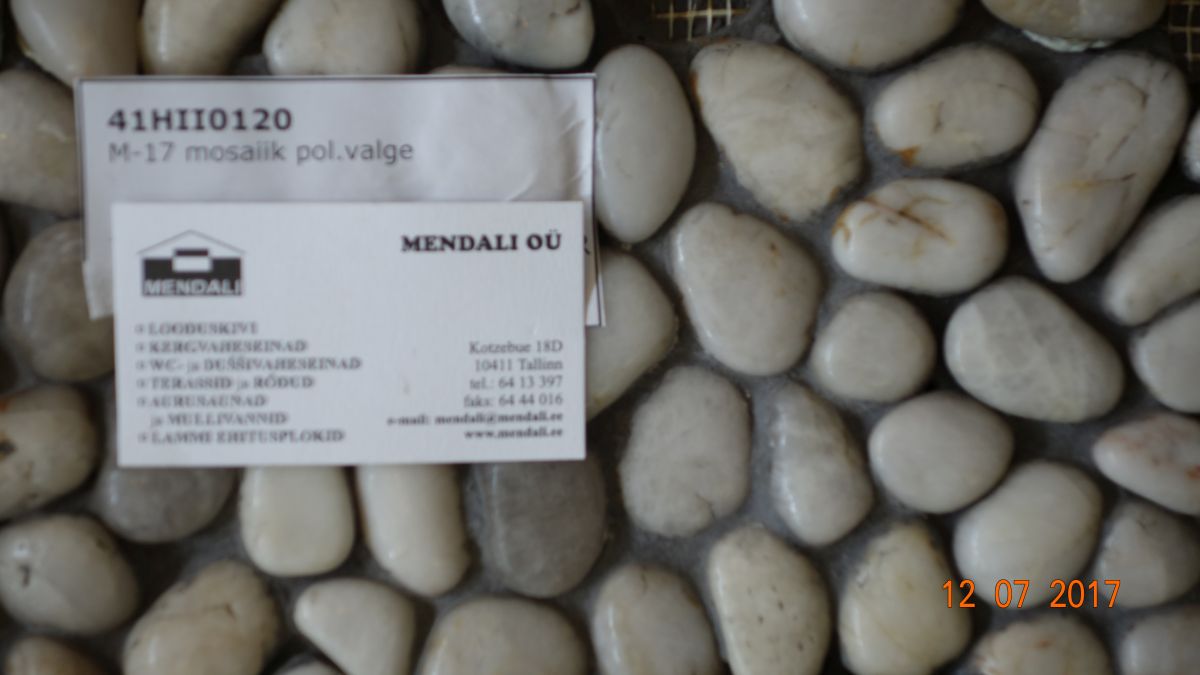 41HII0120
M-17 mosaiik pol.valge
MENDALI OÜ
MENDALI
LOODUSKIVI
KERGVAHESEINAD
WC- ja DUŠŠIVAHESEINAD
TERASSID ja RÕDUD
AURUSAUNAD
ja MULLIVANNID
LAMMI EHITUSPLOKID
Kotzebue 18D
10411 Tallinn
tel.: 64 13 397
faks: 64 44 016
e-mail: mendali@mendali.ee
www.mendali.ee
12 07 2017